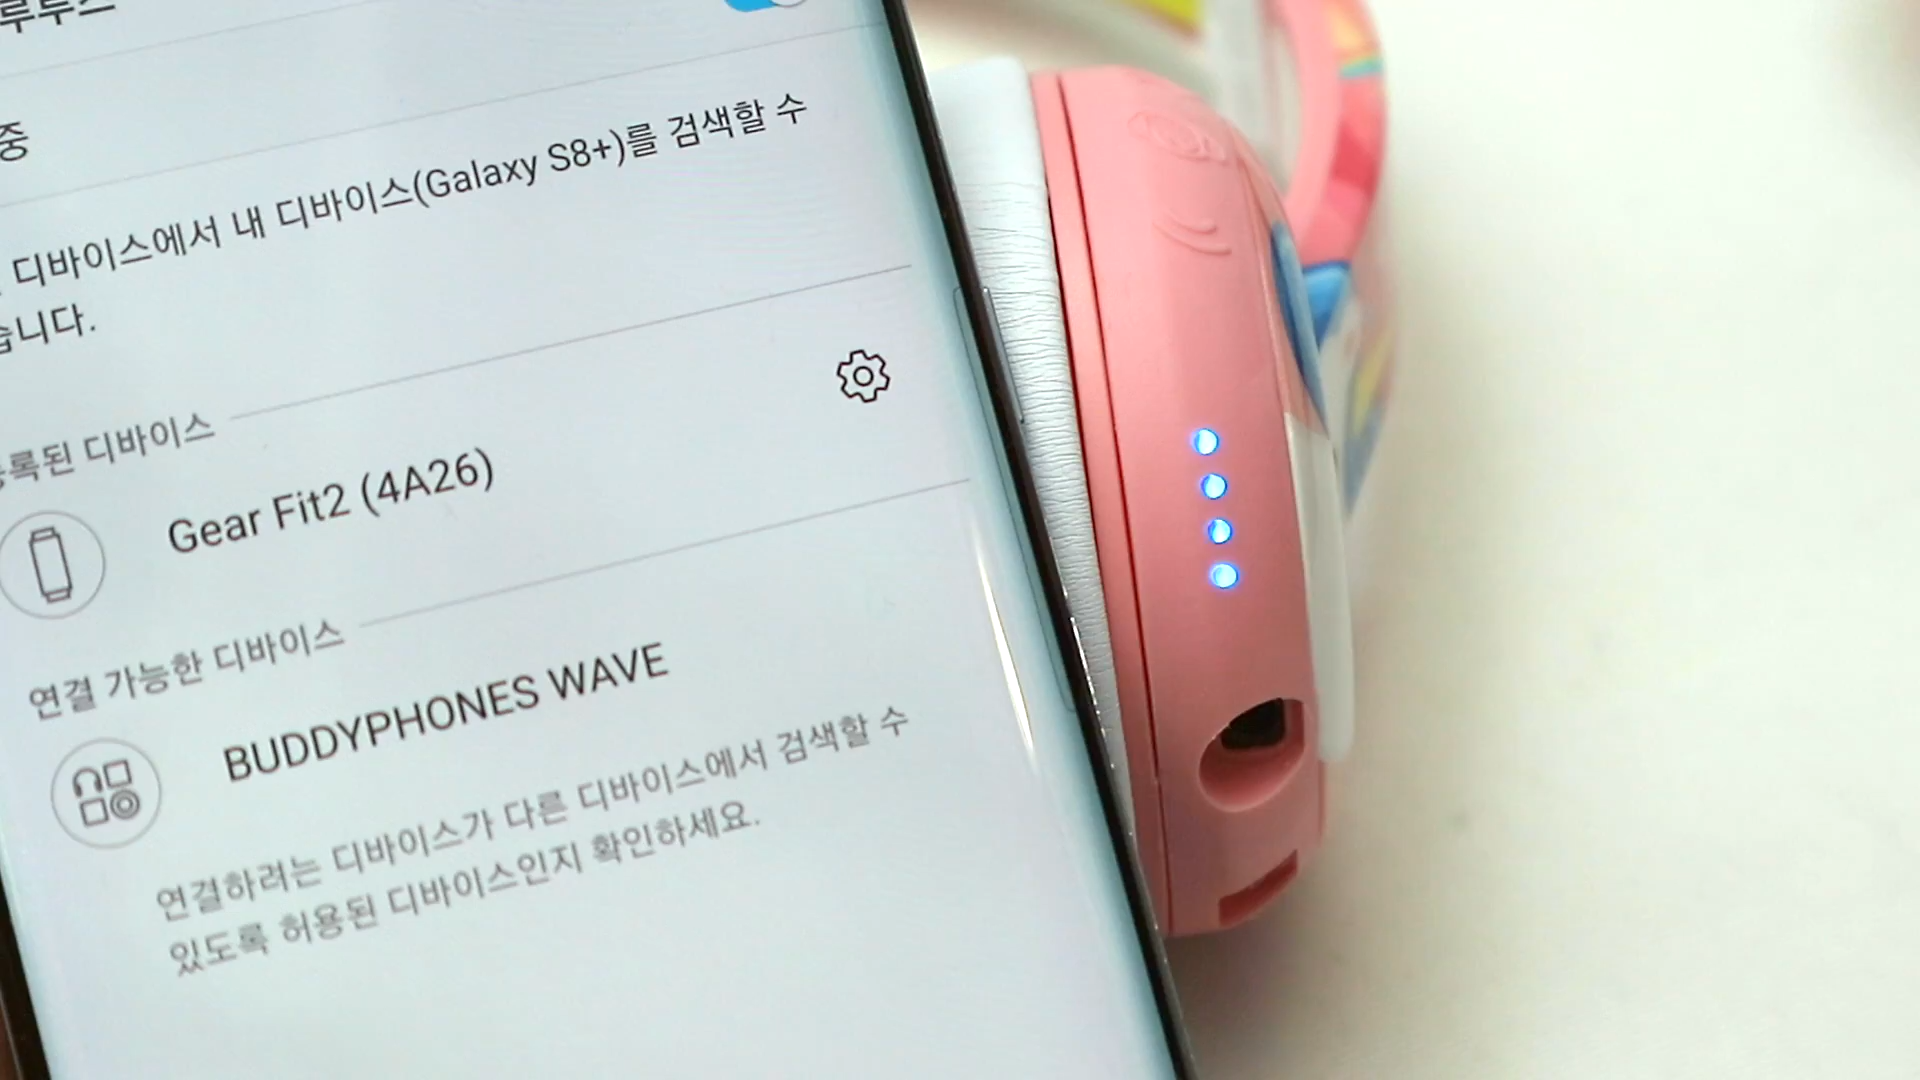 디바이스에서 내 디바이스(Galaxy S8+)를 검색할 수
습니다.
등록된 디바이스
Gear Fit2 (4A26)
연결 가능한 디바이스
BUDDYPHONES WAVE
연결하려는 디바이스가 다른 디바이스에서 검색할 수
있도록 허용된 디바이스인지 확인하세요.